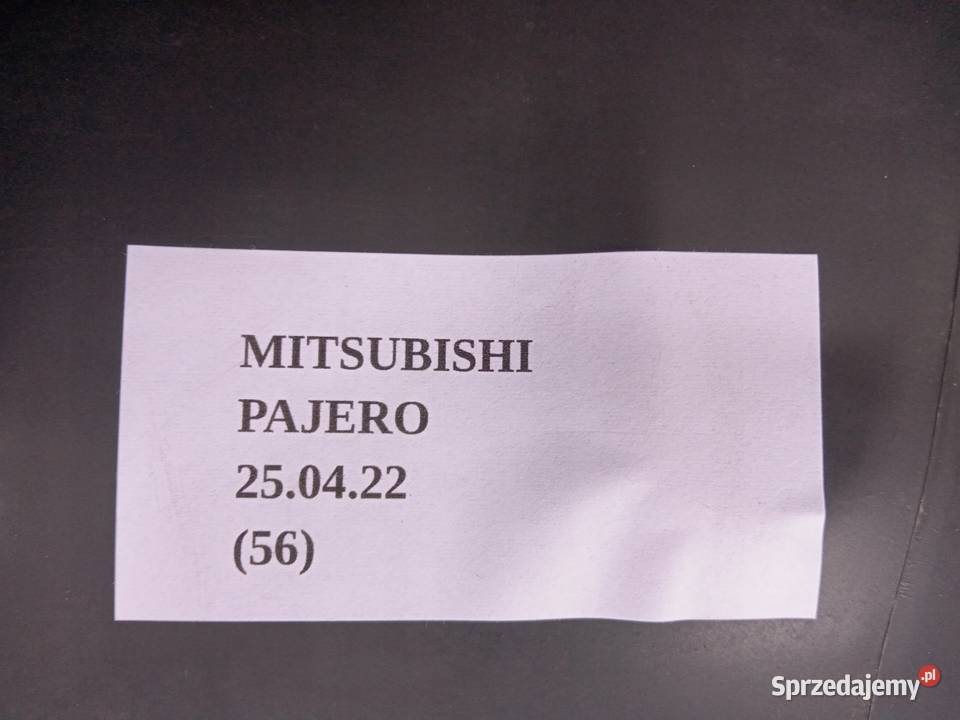 MITSUBISHI
PAJERO
25.04.22
(56)
Sprzedajemy.pl